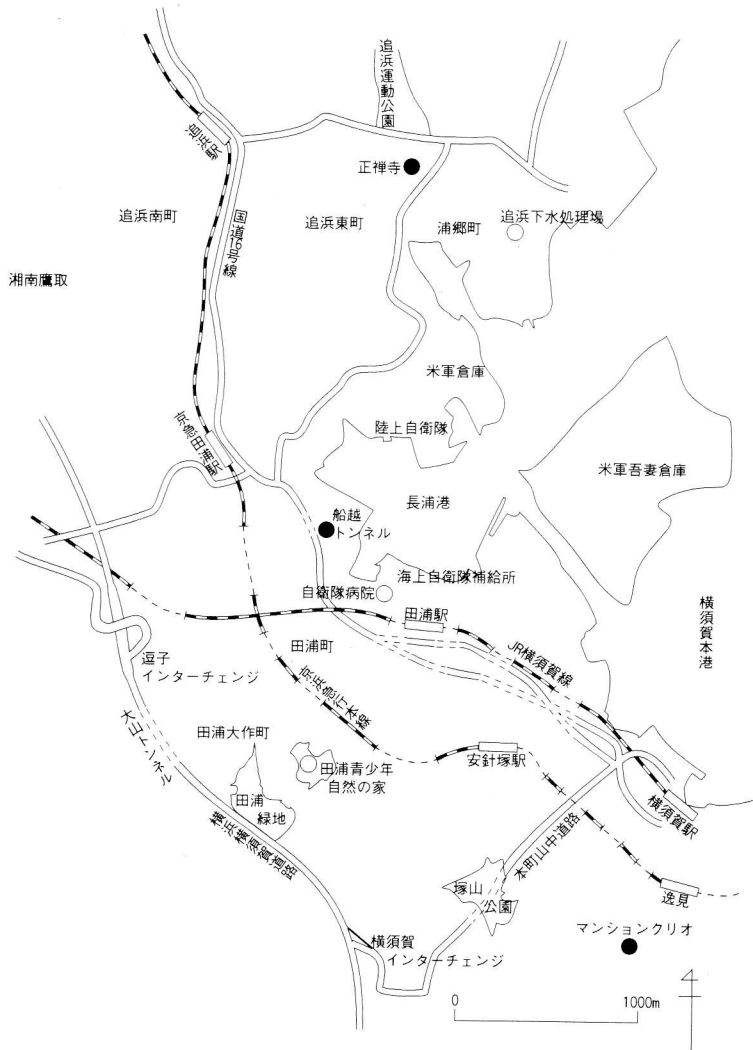 追浜運動公園
追浜駅
正禅寺
追浜南町
国道16号線
追浜東町
浦郷町
追浜下水処理場
湘南鷹取
米軍倉庫
陸上自衛隊
京急田浦駅
米軍吾妻倉庫
長浦港
船越
トンネル
海上自衛隊補給所
自衛隊病院
田浦駅
横須賀本港
田浦町
JR横須賀線
逗子
インターチェンジ
京浜急行本線
大山トンネル
田浦大作町
安針塚駅
田浦青少年
自然の家
田浦
緑地
横須賀駅
横浜横須賀道路
本町山中道路
塚山
公園
逸見
マンションクリオ
横須賀
インターチェンジ
0
1000m